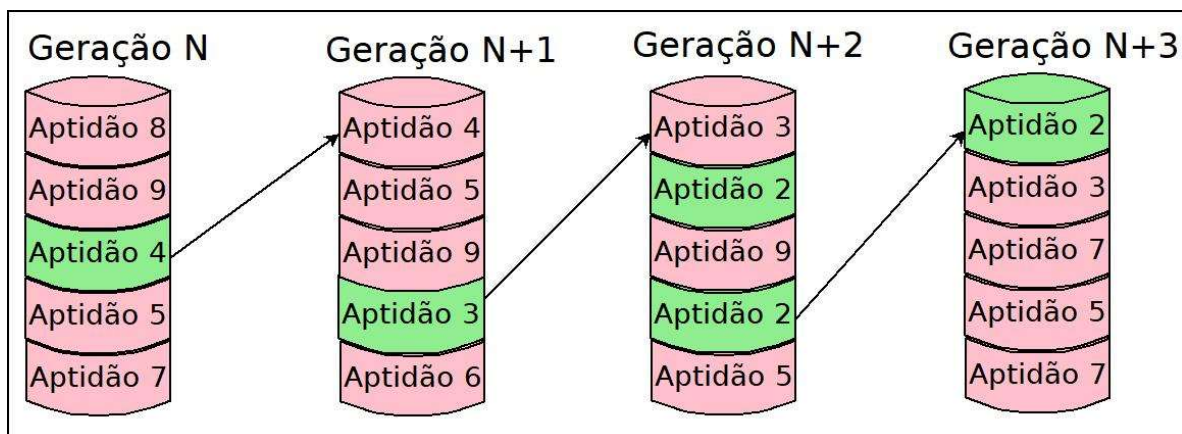 Geração N
Aptidão 8
Aptidão 9
Aptidão 4
Aptidão 5
Aptidão 7
Geração N+1
Aptidão 4
Aptidão 5
Aptidão 9
Aptidão 3
Aptidão 6
Geração N+2
Aptidão 3
Aptidão 2
Aptidão 9
Aptidão 2
Aptidão 5
Geração N+3
Aptidão 2
Aptidão 3
Aptidão 7
Aptidão 5
Aptidão 7